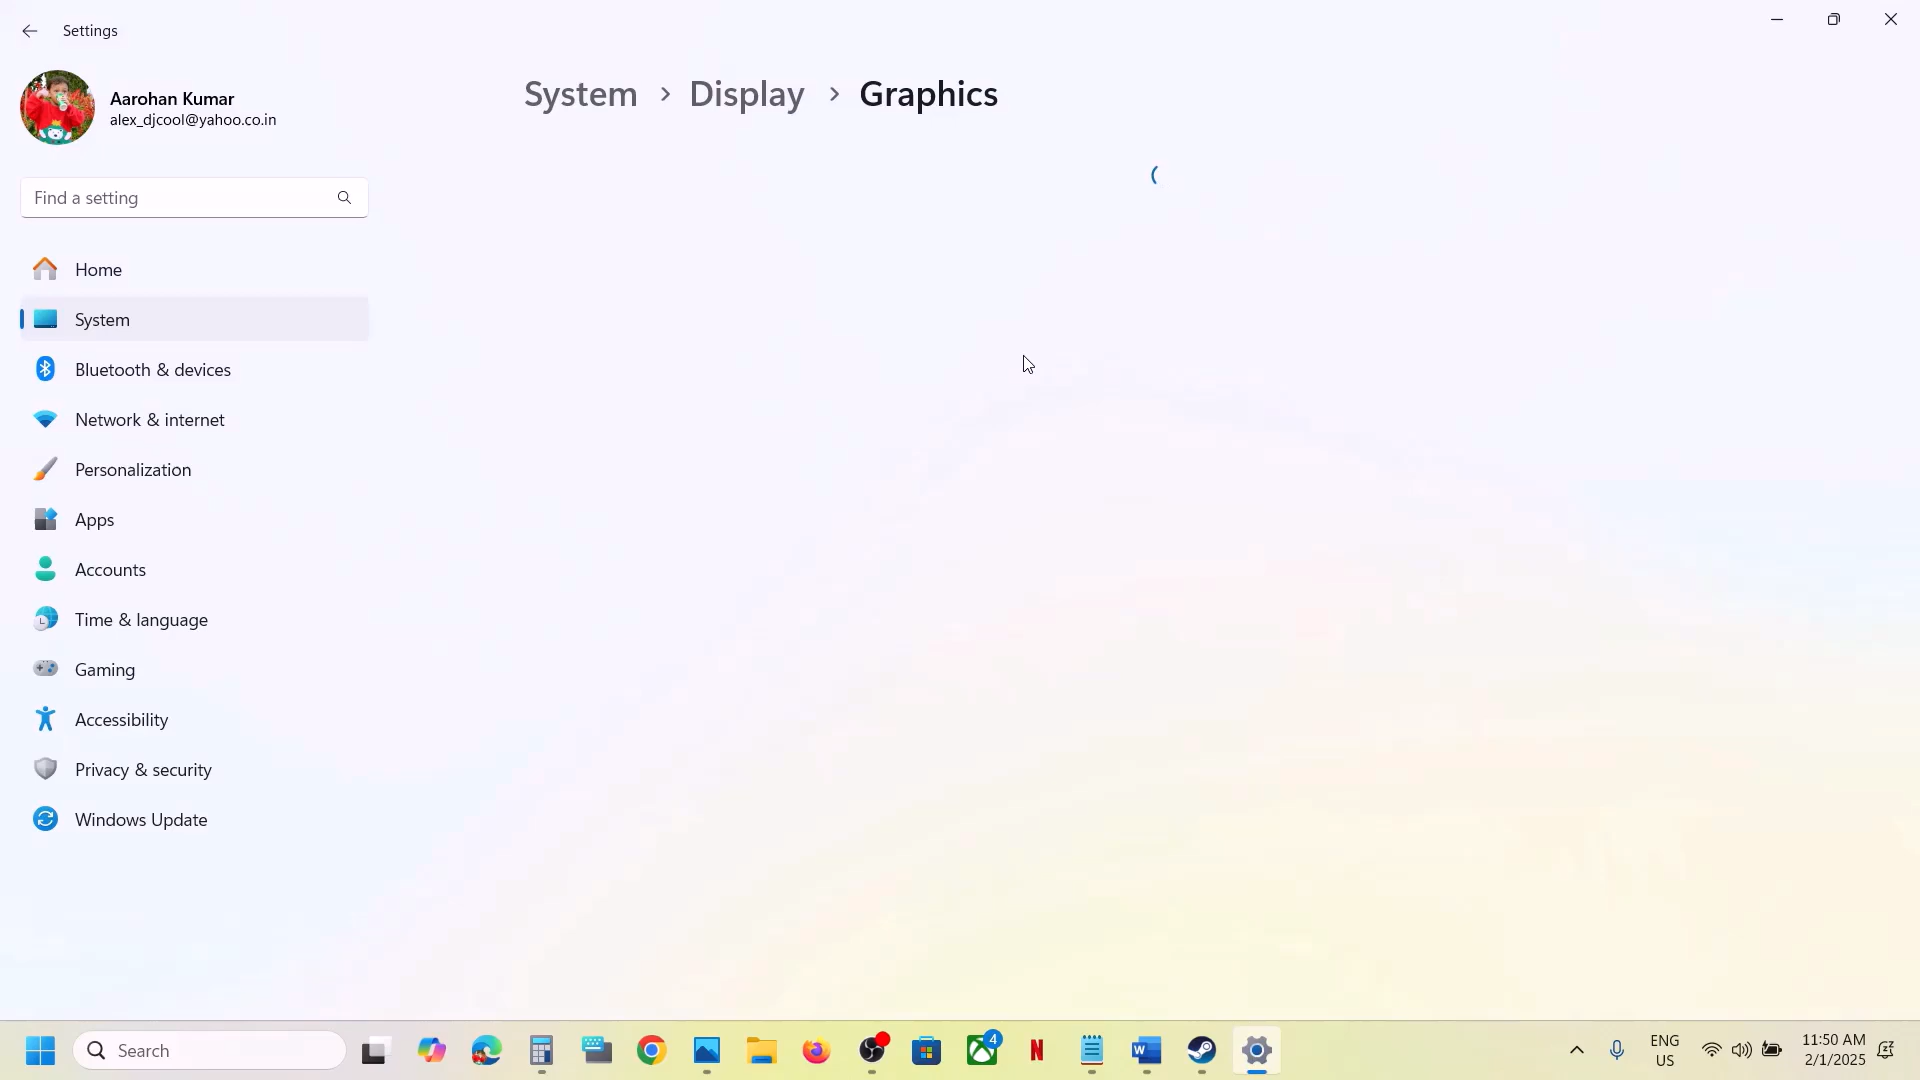 Settings
Aarohan Kumar
alex_djcool@yahoo.co.in
System > Display > Graphics
Find a setting
Home
System
Bluetooth & devices
Network & internet
Personalization
Apps
Accounts
Time & language
Gaming
Accessibility
Privacy & security
Windows Update
Search
4
ENG
US
11:50 AM
2/1/2025